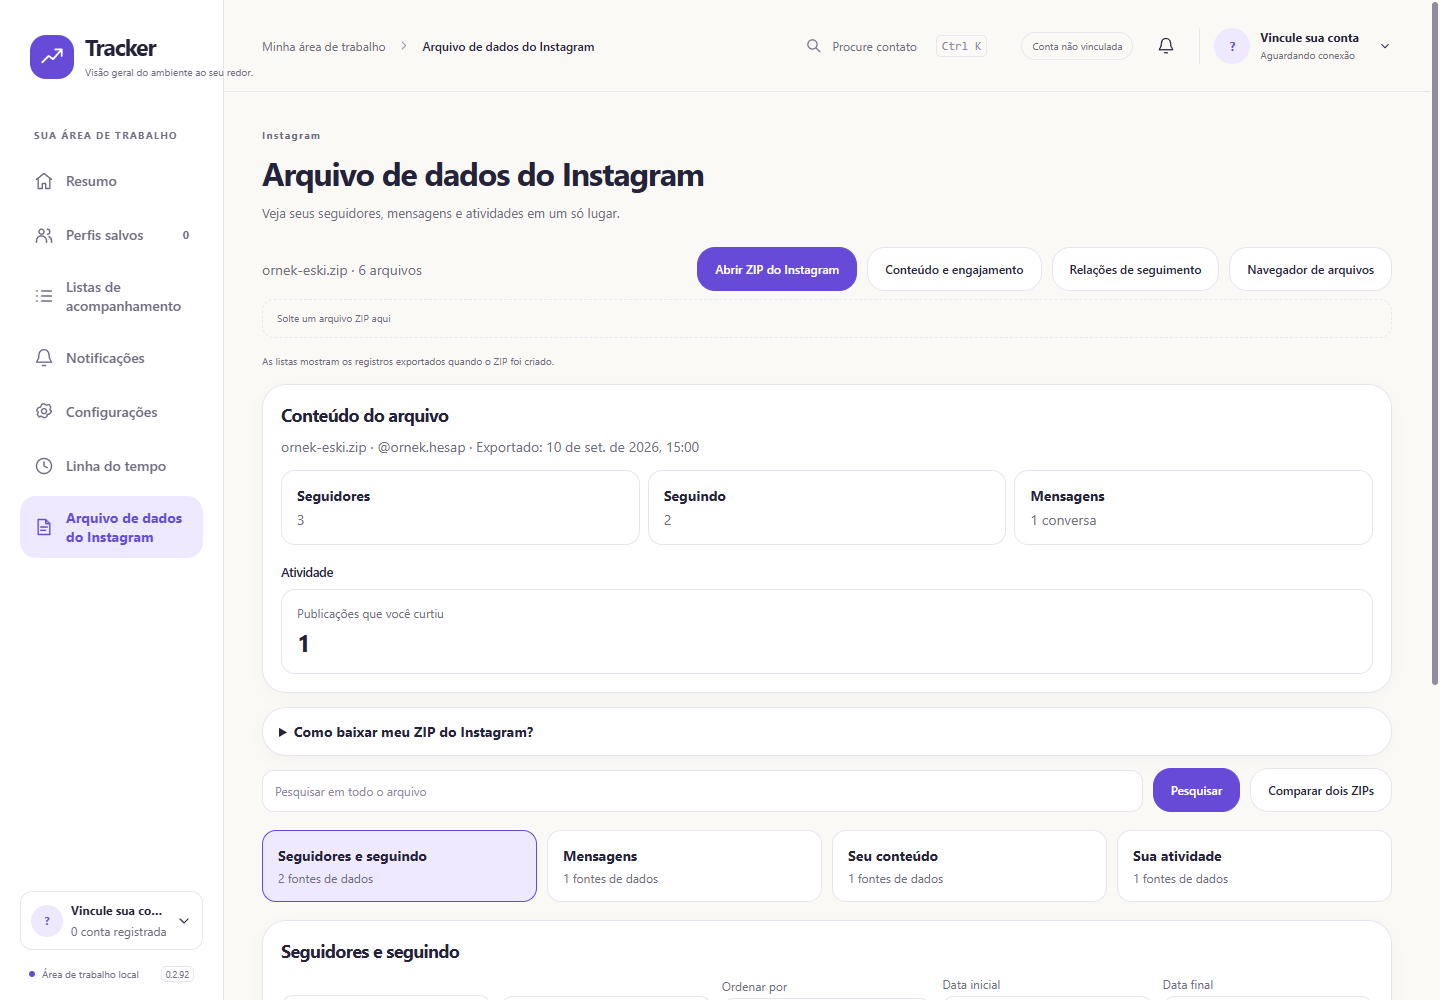 Tracker
Visão geral do ambiente ao seu redor.
SUA ÁREA DE TRABALHO
Resumo
Perfis salvos 0
Listas de
acompanhamento
Notificações
Configurações
Linha do tempo
Arquivo de dados
do Instagram
? Vincule sua co...
0 conta registrada
Área de trabalho local 0.2.92
Minha área de trabalho > Arquivo de dados do Instagram
Procure contato Ctrl K
Conta não vinculada
? Vincule sua conta
Aguardando conexão
Instagram
Arquivo de dados do Instagram
Veja seus seguidores, mensagens e atividades em um só lugar.
ornek-eski.zip · 6 arquivos
Abrir ZIP do Instagram
Conteúdo e engajamento
Relações de seguimento
Navegador de arquivos
Solte um arquivo ZIP aqui
As listas mostram os registros exportados quando o ZIP foi criado.
Conteúdo do arquivo
ornek-eski.zip · @ornek.hesap · Exportado: 10 de set. de 2026, 15:00
Seguidores
3
Seguindo
2
Mensagens
1 conversa
Atividade
Publicações que você curtiu
1
Como baixar meu ZIP do Instagram?
Pesquisar em todo o arquivo
Pesquisar
Comparar dois ZIPs
Seguidores e seguindo
2 fontes de dados
Mensagens
1 fontes de dados
Seu conteúdo
1 fontes de dados
Sua atividade
1 fontes de dados
Seguidores e seguindo
Ordenar por
Data inicial
Data final